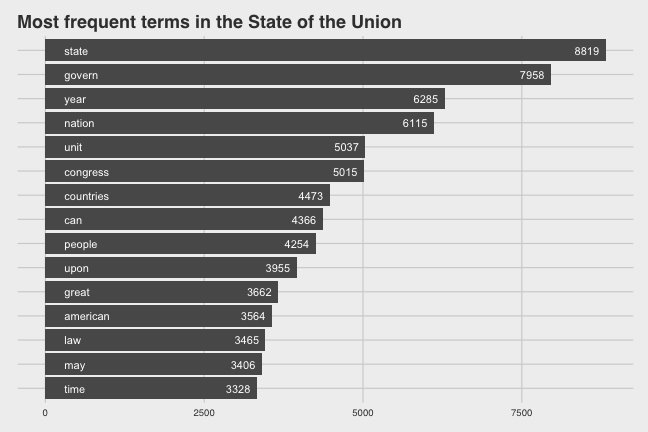 Most frequent terms in the State of the Union
state 8819
govern 7958
year 6285
nation 6115
unit 5037
congress 5015
countries 4473
can 4366
people 4254
upon 3955
great 3662
american 3564
law 3465
may 3406
time 3328
0 2500 5000 7500